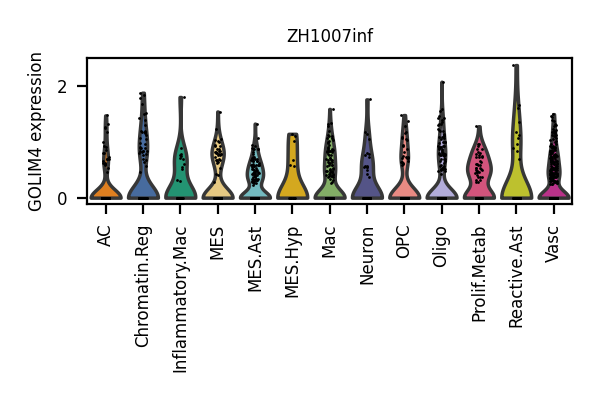 ZH1007inf
GOLIM4 expression
2
0
AC
Chromatin.Reg
Inflammatory.Mac
MES
MES.Ast
MES.Hyp
Mac
Neuron
OPC
Oligo
Prolif.Metab
Reactive.Ast
Vasc